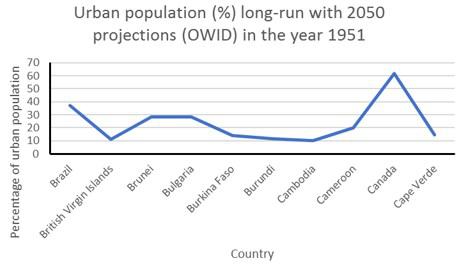 Urban population (%) long-run with 2050
projections (OWID) in the year 1951
Percentage of urban population
70
60
50
40
30
20
10
0
Brazil
British Virgin Islands
Brunei
Bulgaria
Burkina Faso
Burundi
Cambodia
Cameroon
Canada
Cape Verde
Country